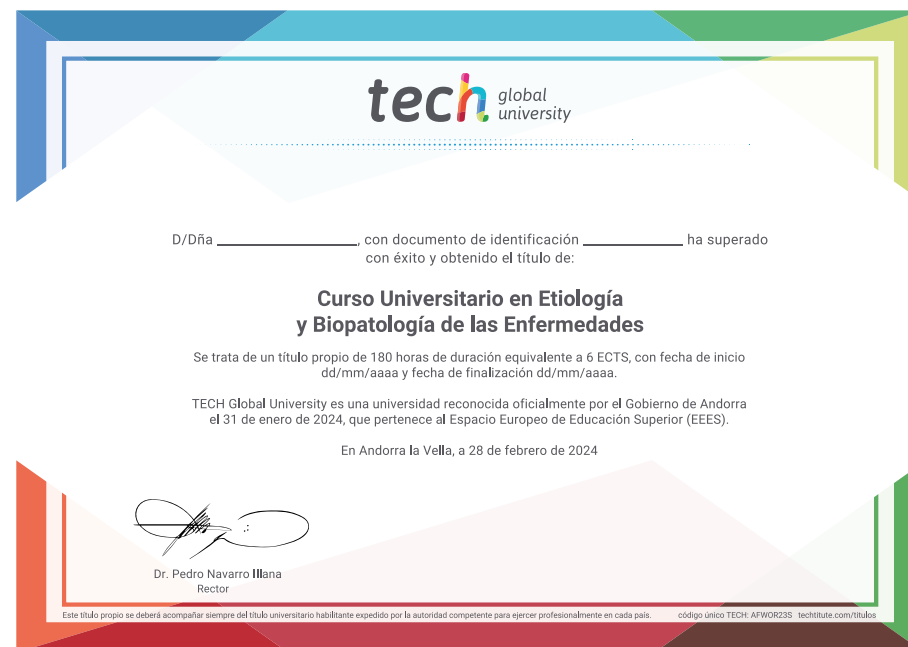 tech global university
D/Dña ________________, con documento de identificación ____________ ha superado
con éxito y obtenido el título de:
Curso Universitario en Etiología
y Biopatología de las Enfermedades
Se trata de un título propio de 180 horas de duración equivalente a 6 ECTS, con fecha de inicio
dd/mm/aaaa y fecha de finalización dd/mm/aaaa.
TECH Global University es una universidad reconocida oficialmente por el Gobierno de Andorra
el 31 de enero de 2024, que pertenece al Espacio Europeo de Educación Superior (EEES).
En Andorra la Vella, a 28 de febrero de 2024
Dr. Pedro Navarro Illana
Rector
Este título propio se deberá acompañar siempre del título universitario habilitante expedido por la autoridad competente para ejercer profesionalmente en cada país. código único TECH: AFWOR23S techtitute.com/titulos